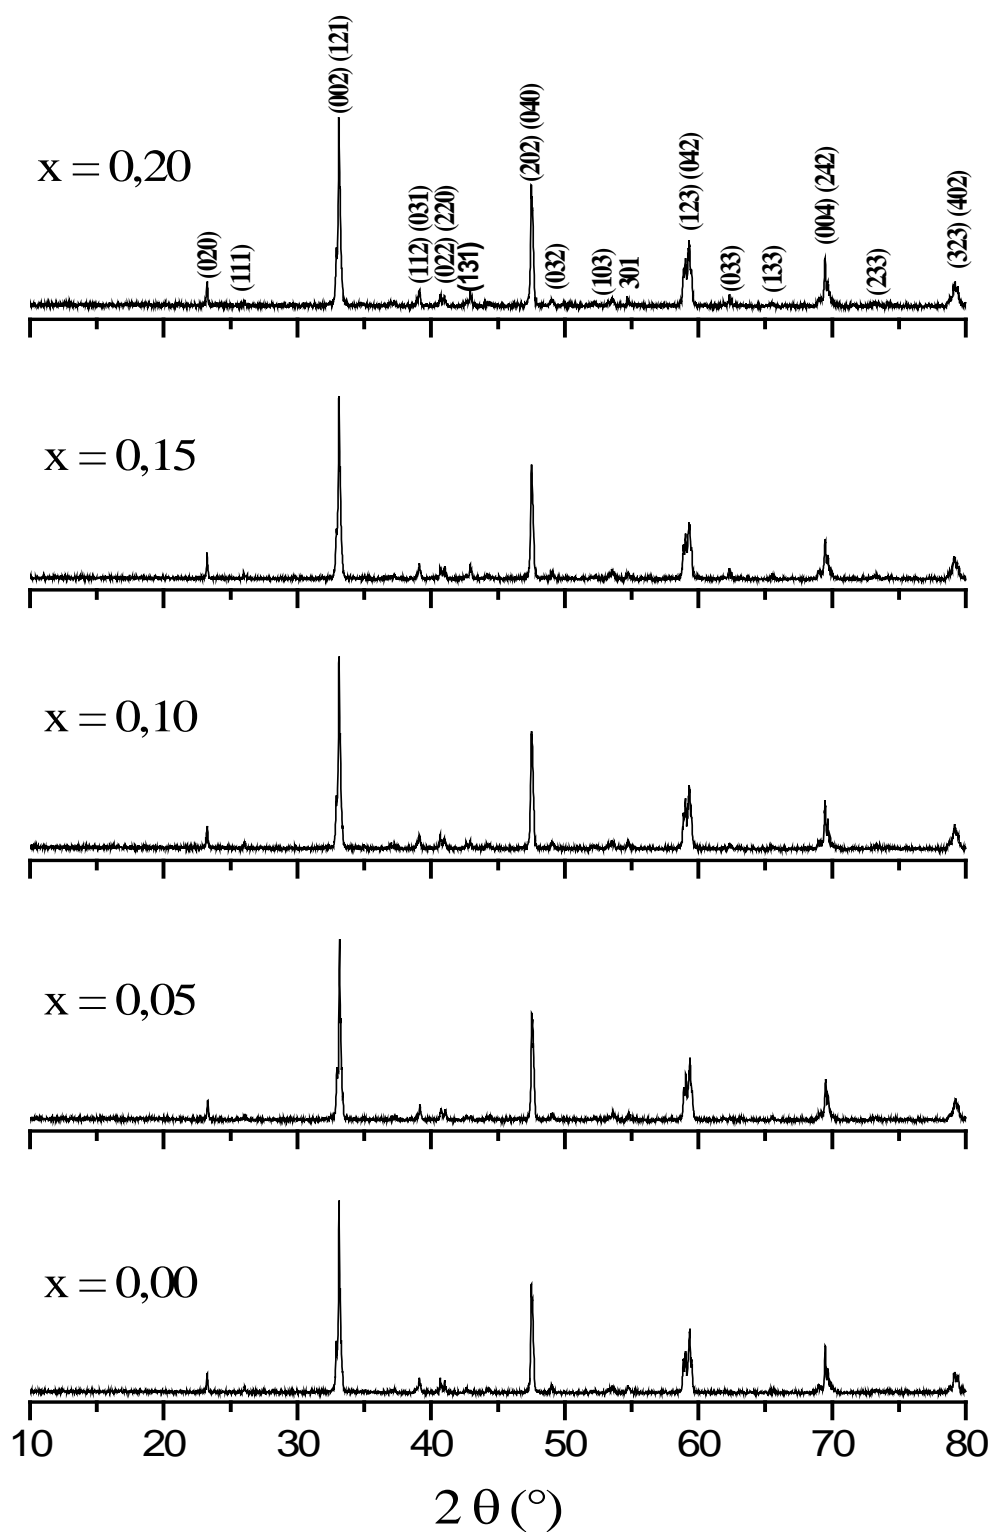 (002) (121)
(202) (040)
(123) (042)
(004) (242)
x = 0,20
(323) (402)
(112) (031)
(022) (220)
(020)
(111)
(131)
(032)
(103)
301
(033)
(133)
(233)
x = 0,15
x = 0,10
x = 0,05
x = 0,00
10 20 30 40 50 60 70 80
2 θ (°)